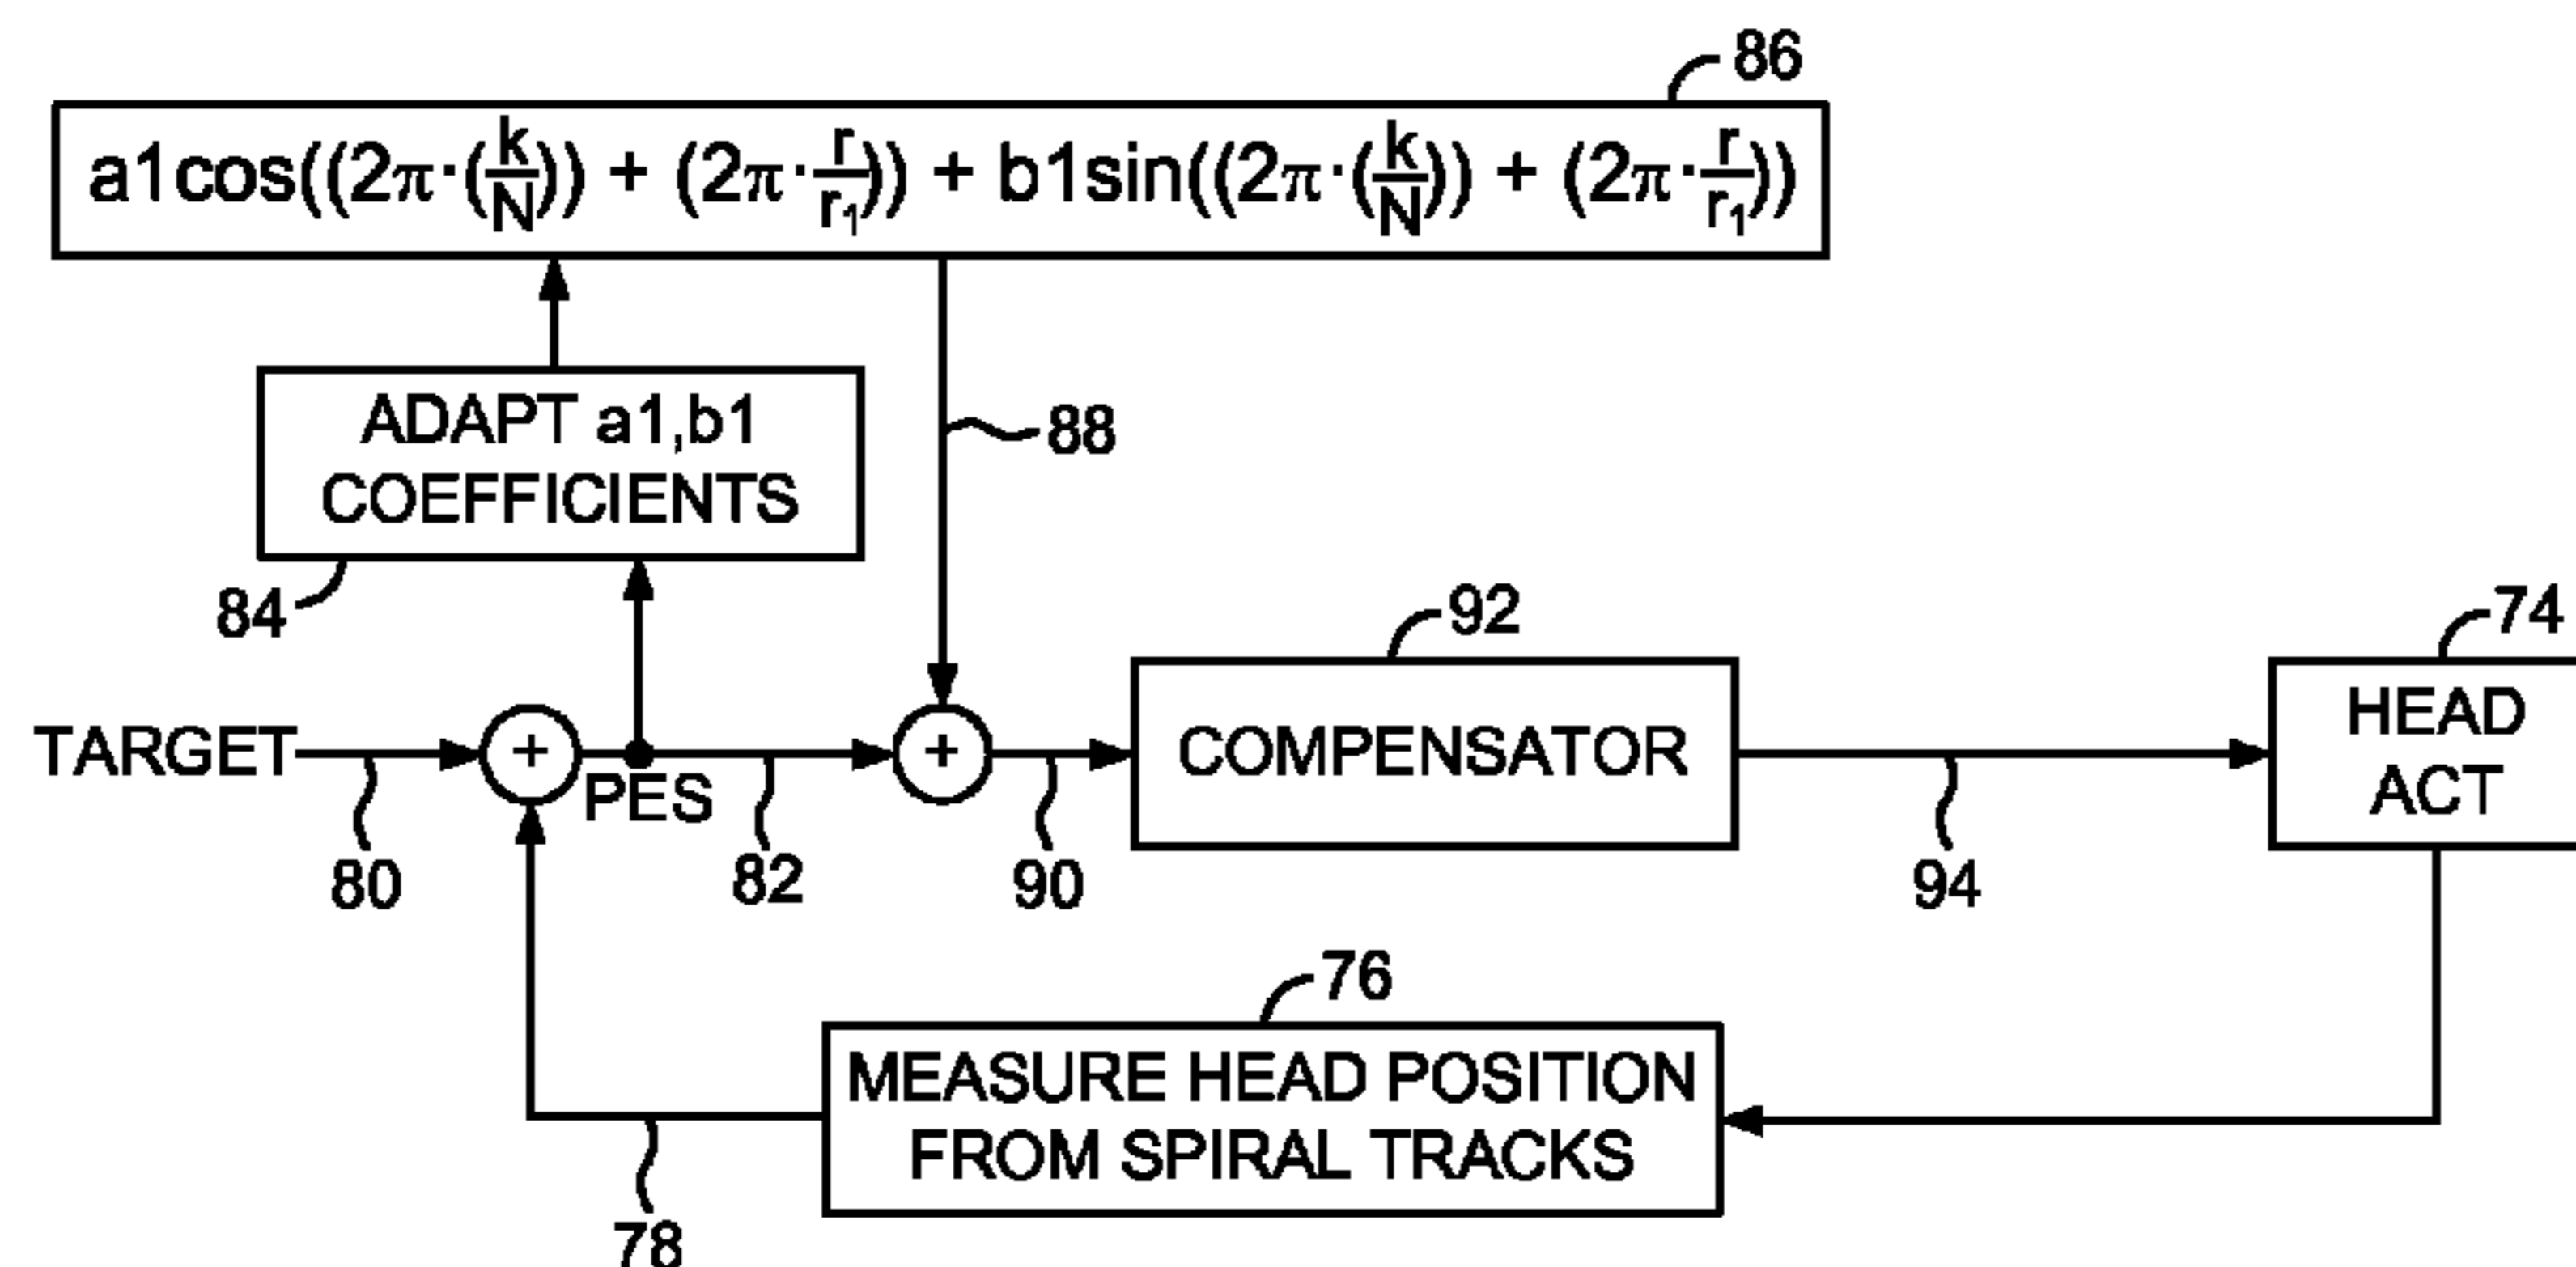 86
a1cos((2π·(k/N)) + (2π·r/r₁)) + b1sin((2π·(k/N)) + (2π·r/r₁))
ADAPT a1,b1
COEFFICIENTS
88
84
92
74
TARGET
+
PES
+
COMPENSATOR
HEAD
ACT
80
82
90
94
76
MEASURE HEAD POSITION
FROM SPIRAL TRACKS
78